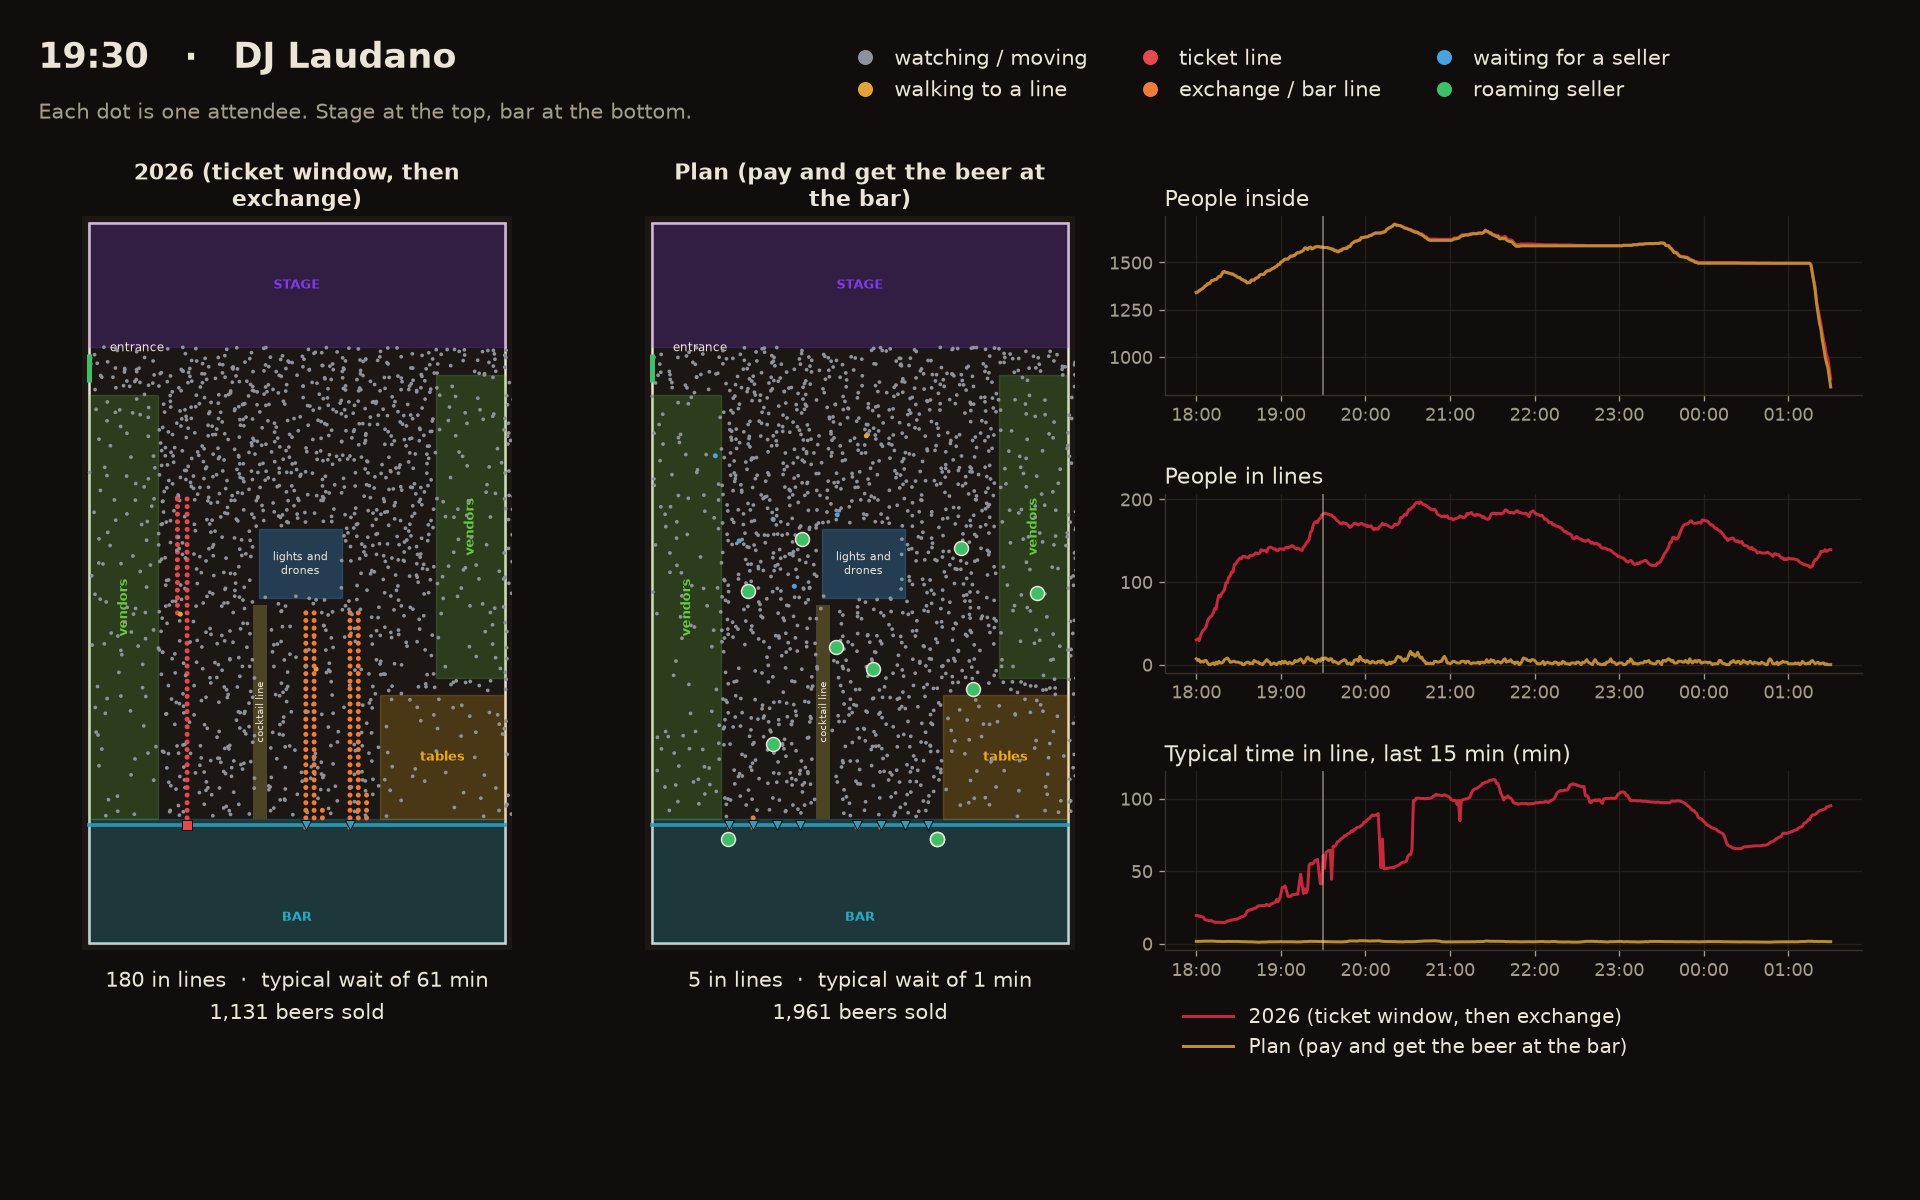 19:30 · DJ Laudano
Each dot is one attendee. Stage at the top, bar at the bottom.
watching / moving
ticket line
waiting for a seller
walking to a line
exchange / bar line
roaming seller
2026 (ticket window, then
exchange)
STAGE
entrance
vendors
lights and
drones
vendors
cocktail line
tables
BAR
180 in lines · typical wait of 61 min
1,131 beers sold
Plan (pay and get the beer at
the bar)
STAGE
entrance
vendors
lights and
drones
vendors
cocktail line
tables
BAR
5 in lines · typical wait of 1 min
1,961 beers sold
People inside
1500
1250
1000
18:00 19:00 20:00 21:00 22:00 23:00 00:00 01:00
People in lines
200
100
0
18:00 19:00 20:00 21:00 22:00 23:00 00:00 01:00
Typical time in line, last 15 min (min)
100
50
0
18:00 19:00 20:00 21:00 22:00 23:00 00:00 01:00
2026 (ticket window, then exchange)
Plan (pay and get the beer at the bar)